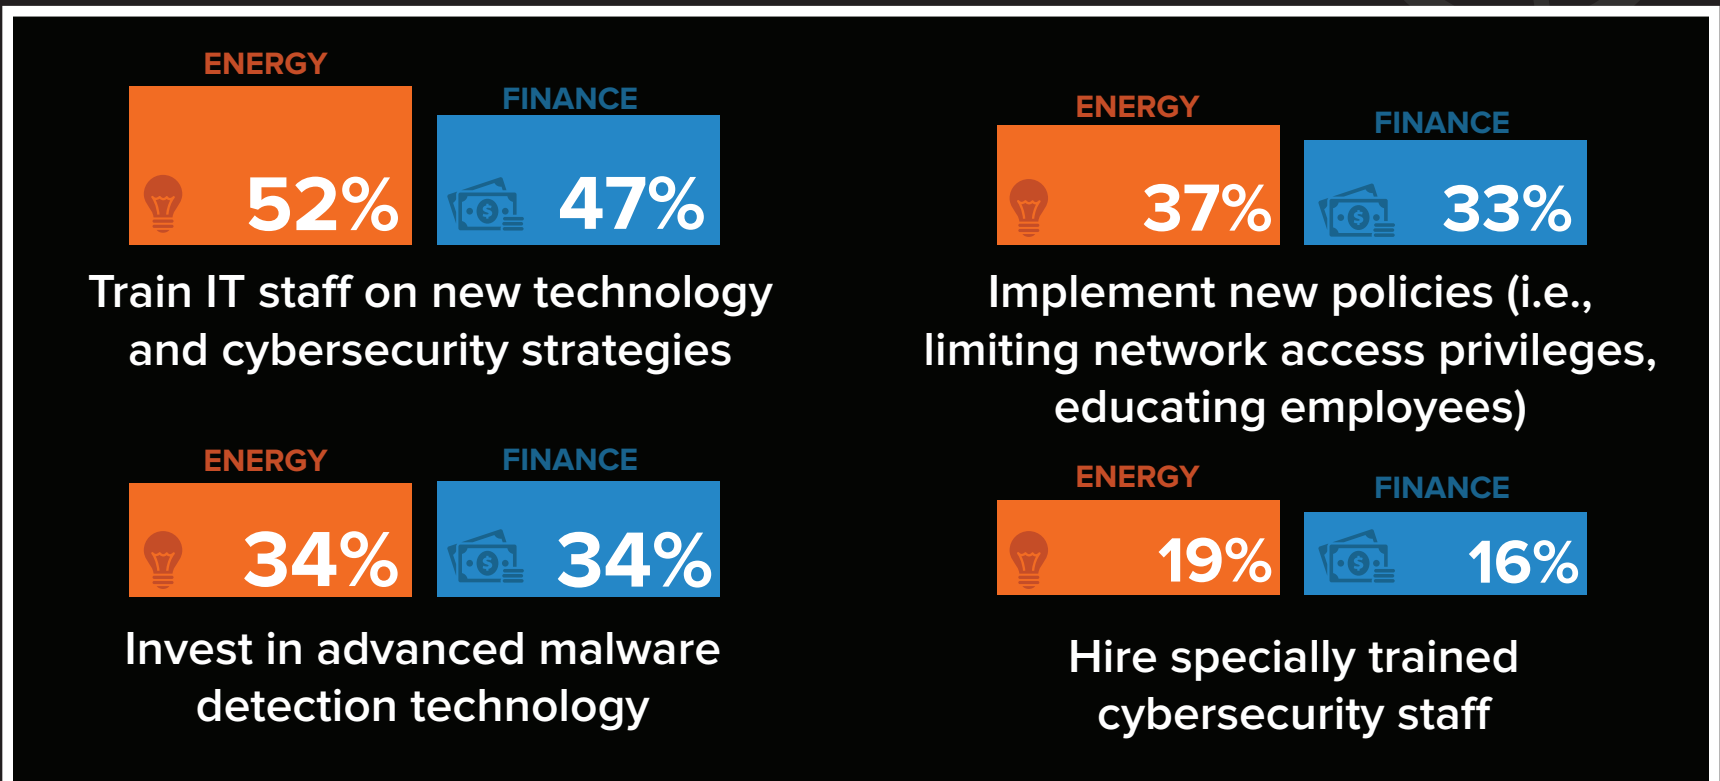 ENERGY
FINANCE
52%
47%
Train IT staff on new technology
and cybersecurity strategies
ENERGY
FINANCE
37%
33%
Implement new policies (i.e.,
limiting network access privileges,
educating employees)
ENERGY
FINANCE
34%
34%
Invest in advanced malware
detection technology
ENERGY
FINANCE
19%
16%
Hire specially trained
cybersecurity staff